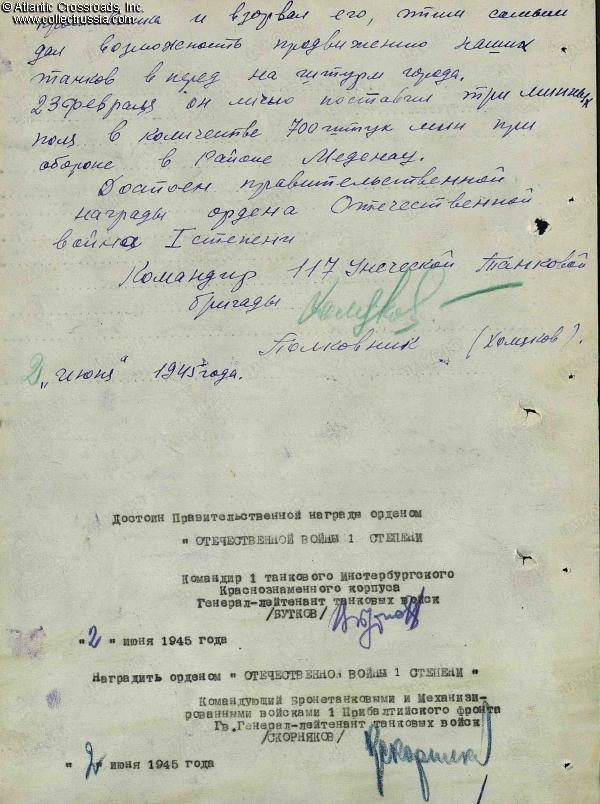 © Atlantic Crossroads, Inc.
www.collectrussia.com
и взорвал его, этим самым
дал возможность продвижению наших
танков вперед на штурм города.
23 февраля он лично поставил три минных
поля в количестве 700 штук мин при
обороне в районе Меденау.
Достоен правительственной
награды ордена Отечественной
война I степени
Командир 117 Унечской Танковой
бригады
Полковник (Хомяков).
2 „июня" 1945 года.
Достоин Правительственной награды орденом
" ОТЕЧЕСТВЕННОЙ ВОЙНЫ 1 СТЕПЕНИ
Командир 1 танкового Инстербургского
Краснознаменного корпуса
Генерал-лейтенант танковых войск
/БУТКОВ/
"2" июня 1945 года
Наградить орденом " ОТЕЧЕСТВЕННОЙ ВОЙНЫ 1 СТЕПЕНИ "
Командующий Бронетанковыми и Механизи-
рованными войсками 1 Прибалтийского фронта
Гв.Генерал-лейтенант танковых войск
/СКОРНЯКОВ/
" 2 " июня 1945 года